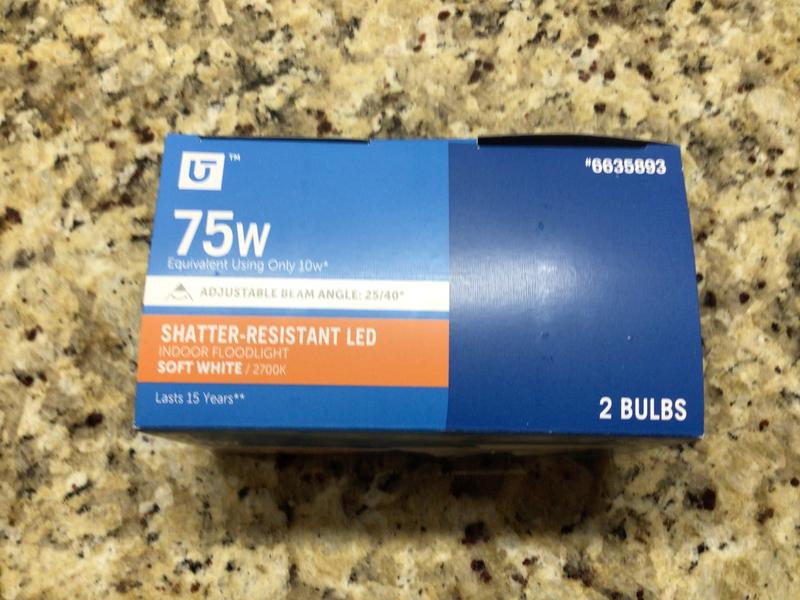 UT ™
75W
Equivalent Using Only 10w*
ADJUSTABLE BEAM ANGLE: 25/40°
SHATTER-RESISTANT LED
INDOOR FLOODLIGHT
SOFT WHITE / 2700K
Lasts 15 Years**
#6635893
2 BULBS